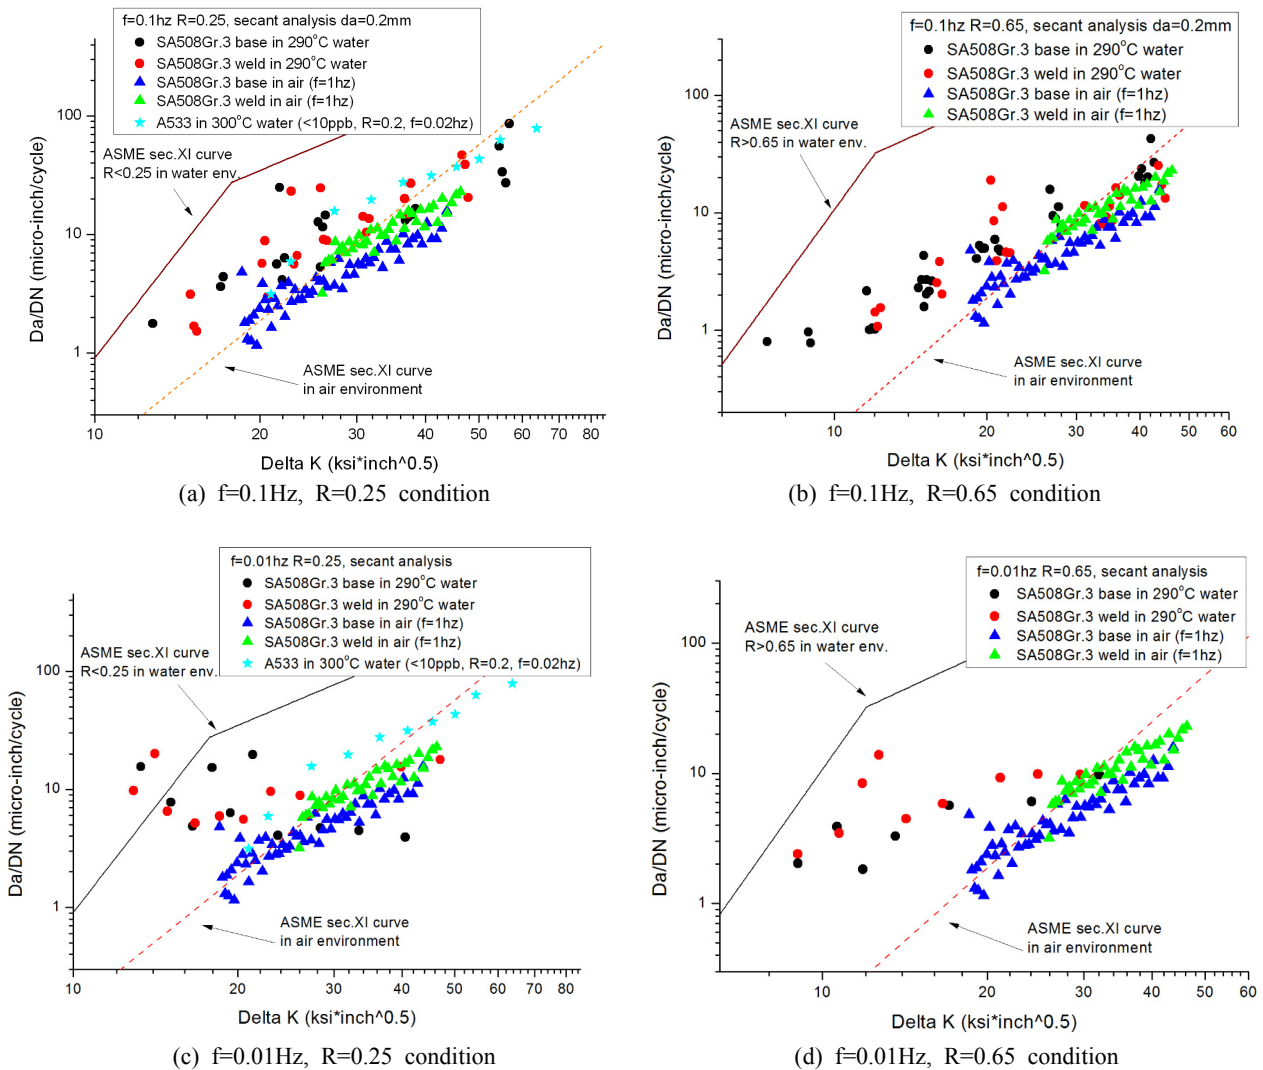 f=0.1hz R=0.25, secant analysis da=0.2mm
SA508Gr.3 base in 290°C water
SA508Gr.3 weld in 290°C water
SA508Gr.3 base in air (f=1hz)
SA508Gr.3 weld in air (f=1hz)
A533 in 300°C water (<10ppb, R=0.2, f=0.02hz)
ASME sec.XI curve
R<0.25 in water env.
ASME sec.XI curve
in air environment
Da/DN (micro-inch/cycle)
100
10
1
10 20 30 40 50 60 70 80
Delta K (ksi*inch^0.5)
(a) f=0.1Hz, R=0.25 condition
f=0.1hz R=0.65, secant analysis da=0.2mm
SA508Gr.3 base in 290°C water
SA508Gr.3 weld in 290°C water
SA508Gr.3 base in air (f=1hz)
SA508Gr.3 weld in air (f=1hz)
ASME sec.XI curve
R>0.65 in water env.
ASME sec.XI curve
in air environment
Da/DN (micro-inch/cycle)
100
10
1
10 20 30 40 50 60
Delta K (ksi*inch^0.5)
(b) f=0.1Hz, R=0.65 condition
f=0.01hz R=0.25, secant analysis
SA508Gr.3 base in 290°C water
SA508Gr.3 weld in 290°C water
SA508Gr.3 base in air (f=1hz)
SA508Gr.3 weld in air (f=1hz)
A533 in 300°C water (<10ppb, R=0.2, f=0.02hz)
ASME sec.XI curve
R<0.25 in water env.
ASME sec.XI curve
in air environment
Da/DN (micro-inch/cycle)
100
10
1
10 20 30 40 50 60 70 80
Delta K (ksi*inch^0.5)
(c) f=0.01Hz, R=0.25 condition
f=0.01hz R=0.65, secant analysis
SA508Gr.3 base in 290°C water
SA508Gr.3 weld in 290°C water
SA508Gr.3 base in air (f=1hz)
SA508Gr.3 weld in air (f=1hz)
ASME sec.XI curve
R>0.65 in water env.
ASME sec.XI curve
in air environment
Da/DN (micro-inch/cycle)
100
10
1
10 20 30 40 50 60
Delta K (ksi*inch^0.5)
(d) f=0.01Hz, R=0.65 condition